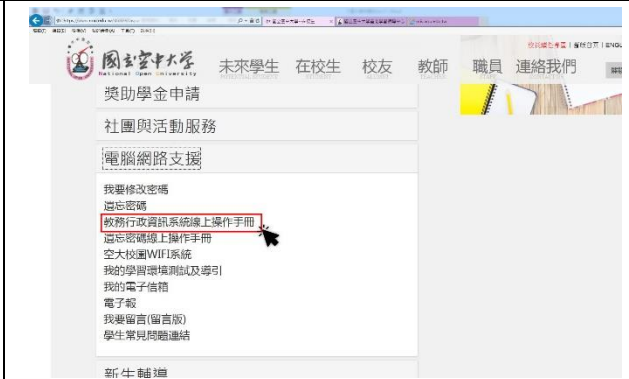 國立空中大學
National Open University
未來學生 在校生 校友 教師 職員 連絡我們
獎助學金申請
社團與活動服務
電腦網路支援
我要修改密碼
遺忘密碼
教務行政資訊系統線上操作手冊
遺忘密碼線上操作手冊
空大校園WIFI系統
我的學習環境測試及導引
我的電子信箱
電子報
我要留言(留言版)
學生常見問題連結
新生輔導